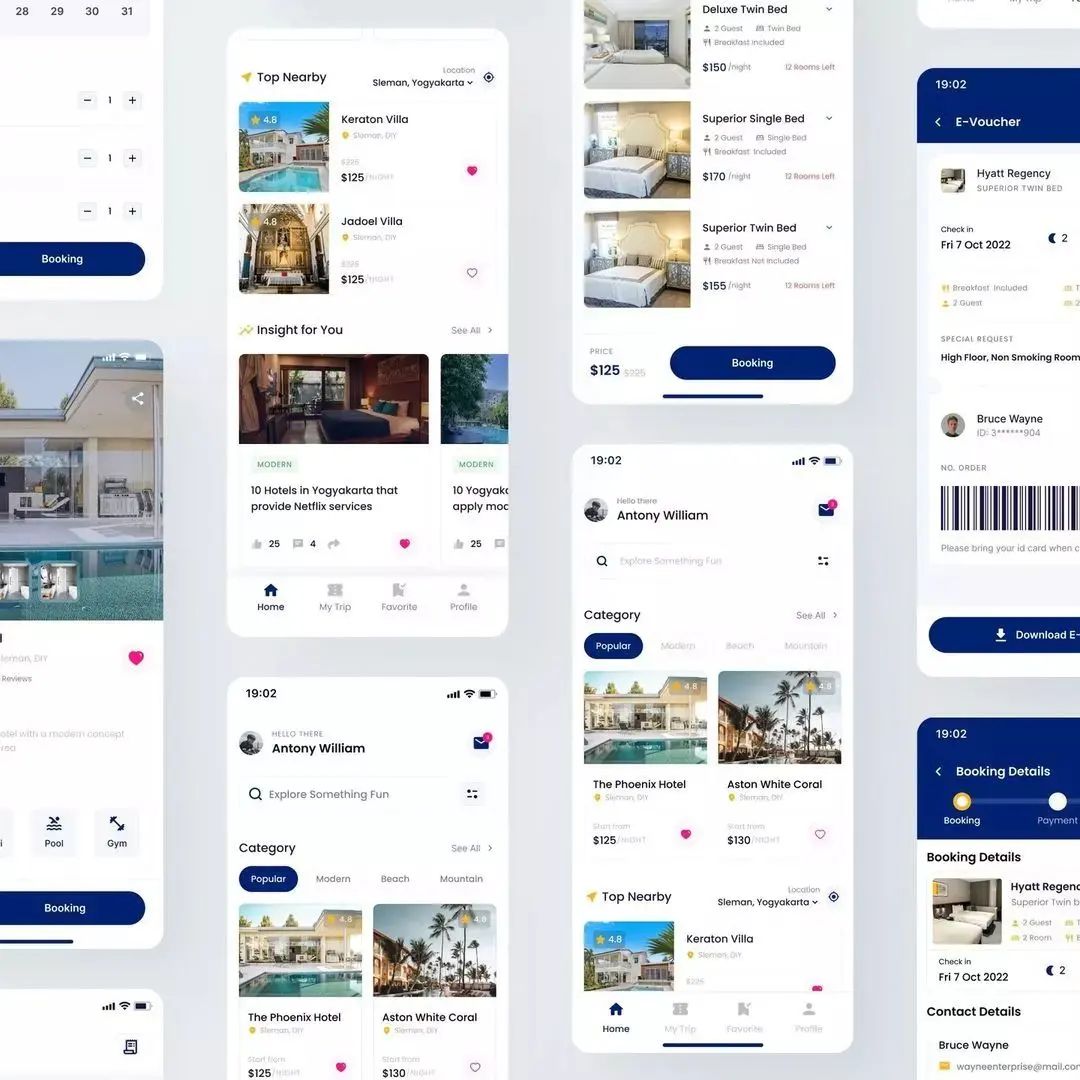 28 29 30 31
1
1
1
Booking
Sleman, DIY
Reviews
hotel with a modern concept
Pool
Gym
Booking
Top Nearby
Location
Sleman, Yogyakarta
4.8
Keraton Villa
Sleman, DIY
$225
$125/NIGHT
4.8
Jadoel Villa
Sleman, DIY
$225
$125/NIGHT
Insight for You
See All
MODERN
10 Hotels in Yogyakarta that
provide Netflix services
25
4
MODERN
10 Yogyaka
apply mod
25
Home
My Trip
Favorite
Profile
19:02
HELLO THERE
Antony William
Explore Something Fun
Category
See All
Popular
Modern
Beach
Mountain
4.8
The Phoenix Hotel
Sleman, DIY
Start from
$125/NIGHT
4.8
Aston White Coral
Sleman, DIY
Start from
$130/NIGHT
Deluxe Twin Bed
2 Guest
Twin Bed
Breakfast Included
$150 /night
12 Rooms Left
Superior Single Bed
2 Guest
Single Bed
Breakfast Included
$170 /night
12 Rooms Left
Superior Twin Bed
2 Guest
Single Bed
Breakfast Not Included
$155 /night
12 Rooms Left
PRICE
$125 $225
Booking
19:02
Hello there
Antony William
Explore Something Fun
Category
See All
Popular
Modern
Beach
Mountain
4.8
The Phoenix Hotel
Sleman, DIY
Start from
$125/NIGHT
4.8
Aston White Coral
Sleman, DIY
Start from
$130/NIGHT
Top Nearby
Location
Sleman, Yogyakarta
4.8
Keraton Villa
Sleman, DIY
$225
Home
My Trip
Favorite
Profile
19:02
E-Voucher
Hyatt Regency
SUPERIOR TWIN BED
Check in
Fri 7 Oct 2022
2
Breakfast Included
2 Guest
SPECIAL REQUEST
High Floor, Non Smoking Room
Bruce Wayne
ID: 3******904
NO. ORDER
Please bring your id card when c
Download E-
19:02
Booking Details
Booking
Payment
Booking Details
Hyatt Regenc
Superior Twin b
2 Guest
2 Room
Check in
Fri 7 Oct 2022
2
Contact Details
Bruce Wayne
wayneenterprise@mail.com